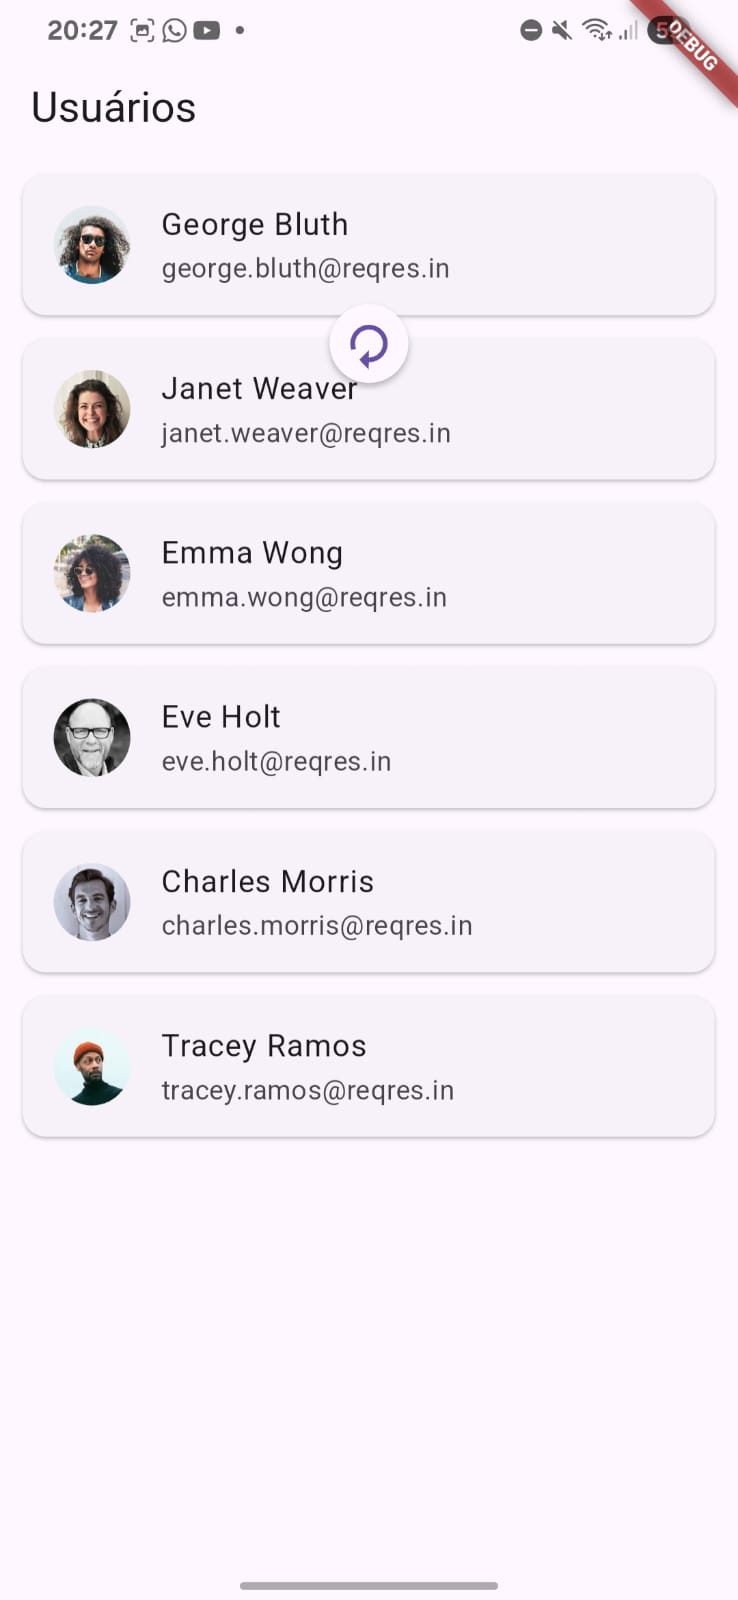 20:27
DEBUG
Usuários
George Bluth
george.bluth@reqres.in
Janet Weaver
janet.weaver@reqres.in
Emma Wong
emma.wong@reqres.in
Eve Holt
eve.holt@reqres.in
Charles Morris
charles.morris@reqres.in
Tracey Ramos
tracey.ramos@reqres.in